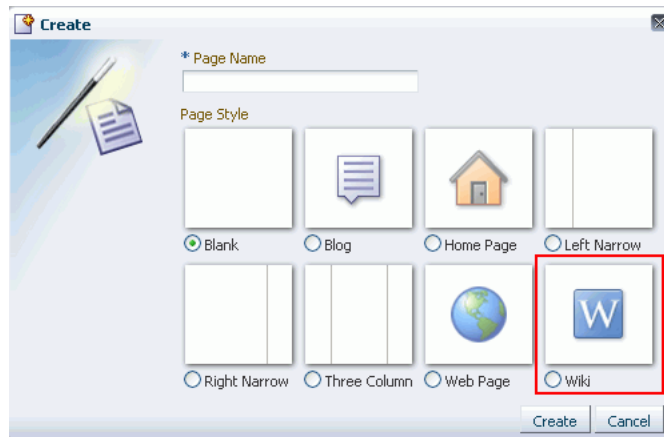 Create
* Page Name
Page Style
Blank
Blog
Home Page
Left Narrow
W
Right Narrow
Three Column
Web Page
Wiki
Create
Cancel